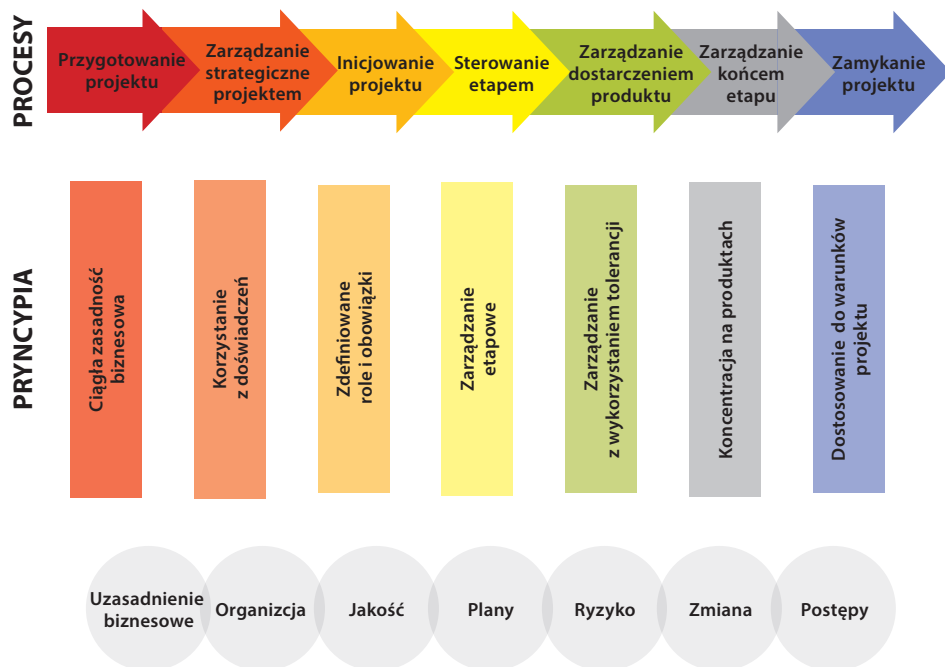 PROCESY
Przygotowanie
projektu
Zarządzanie
strategiczne
projektem
Inicjowanie
projektu
Sterowanie
etapem
Zarządzanie
dostarczeniem
produktu
Zarządzanie
końcem
etapu
Zamykanie
projektu
PRYNCYPIA
Ciągła zasadność
biznesowa
Korzystanie
z doświadczeń
Zdefiniowane
role i obowiązki
Zarządzanie
etapowe
Zarządzanie
z wykorzystaniem tolerancji
Koncentracja na produktach
Dostosowanie do warunków
projektu
Uzasadnienie
biznesowe
Organizcja
Jakość
Plany
Ryzyko
Zmiana
Postępy